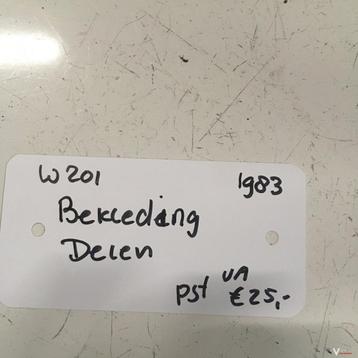 W201 1983
Bekleding
Delen
VA
pst €25,-